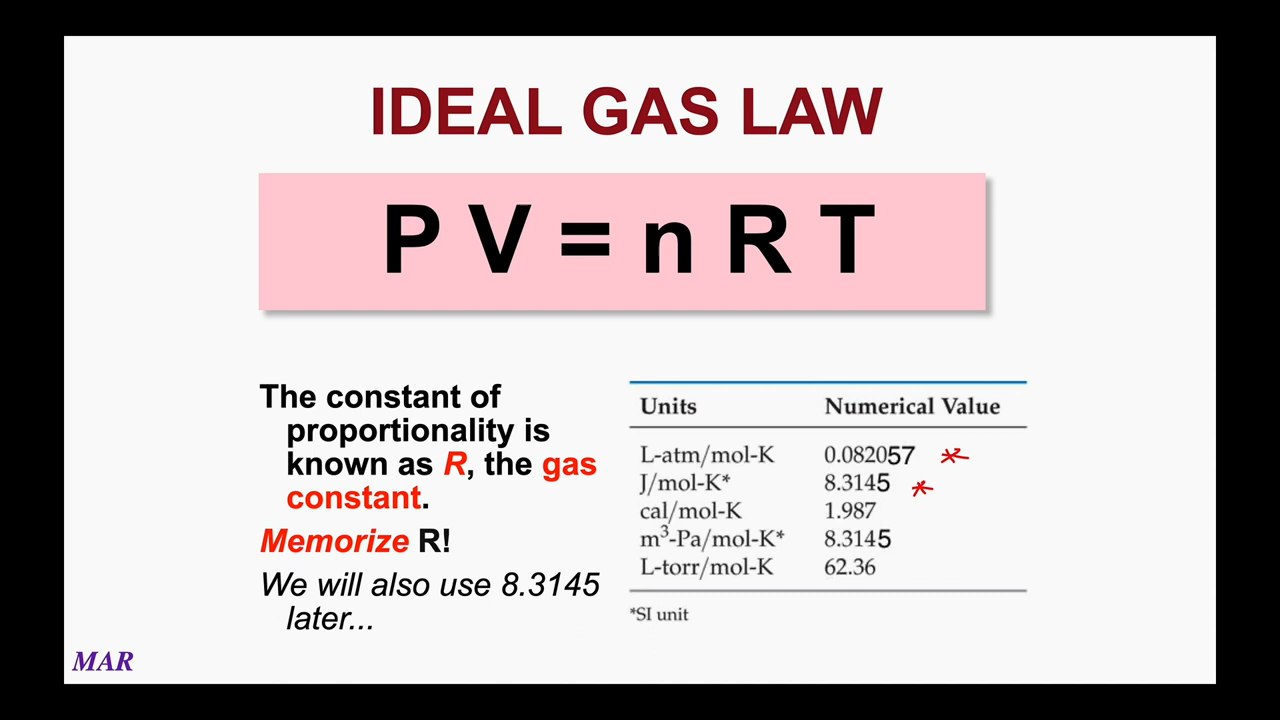 IDEAL GAS LAW
P V = n R T
The constant of
proportionality is
known as R, the gas
constant.
Memorize R!
We will also use 8.3145
later...
Units Numerical Value
L-atm/mol-K 0.082057 *
J/mol-K* 8.3145 *
cal/mol-K 1.987
m³-Pa/mol-K* 8.3145
L-torr/mol-K 62.36
*SI unit
MAR